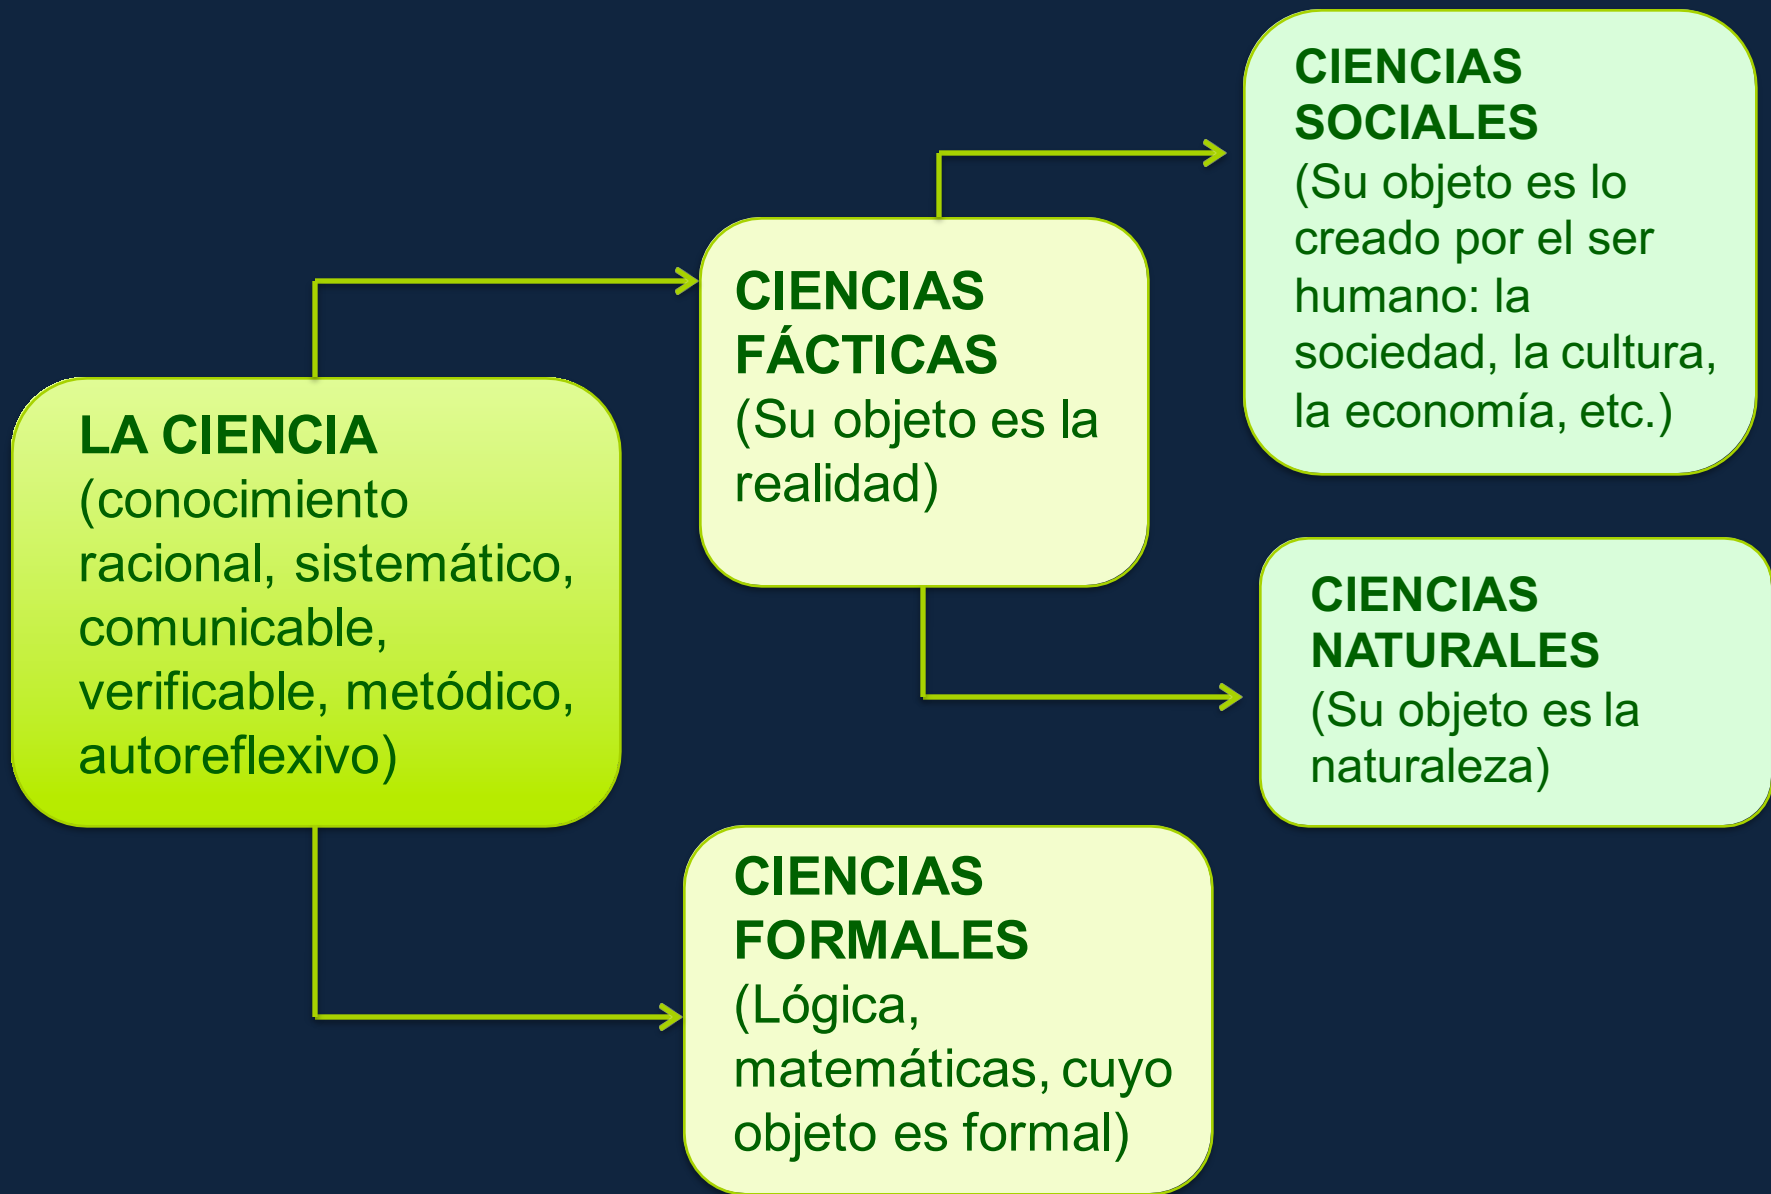 LA CIENCIA
(conocimiento
racional, sistemático,
comunicable,
verificable, metódico,
autoreflexivo)
CIENCIAS
FÁCTICAS
(Su objeto es la
realidad)
CIENCIAS
SOCIALES
(Su objeto es lo
creado por el ser
humano: la
sociedad, la cultura,
la economía, etc.)
CIENCIAS
NATURALES
(Su objeto es la
naturaleza)
CIENCIAS
FORMALES
(Lógica,
matemáticas, cuyo
objeto es formal)